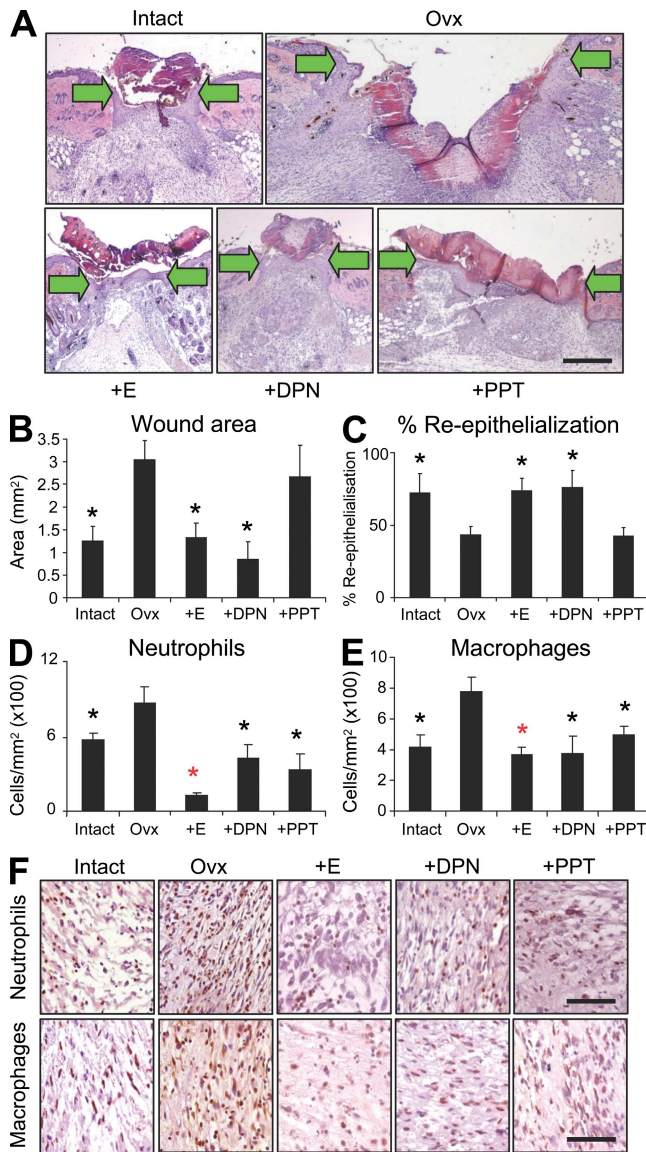 A
Intact
Ovx
+E
+DPN
+PPT
B
Wound area
Area (mm²)
3.5
3
2.5
2
1.5
1
0.5
0
*
*
*
Intact
Ovx
+E
+DPN
+PPT
C
% Re-epithelialization
% Re-epithelialisation
100
50
0
*
*
*
Intact
Ovx
+E
+DPN
+PPT
D
Neutrophils
Cells/mm² (x100)
12
6
0
*
*
*
*
Intact
Ovx
+E
+DPN
+PPT
E
Macrophages
Cells/mm² (x100)
10
8
6
4
2
0
*
*
*
*
Intact
Ovx
+E
+DPN
+PPT
F
Intact
Ovx
+E
+DPN
+PPT
Neutrophils
Macrophages